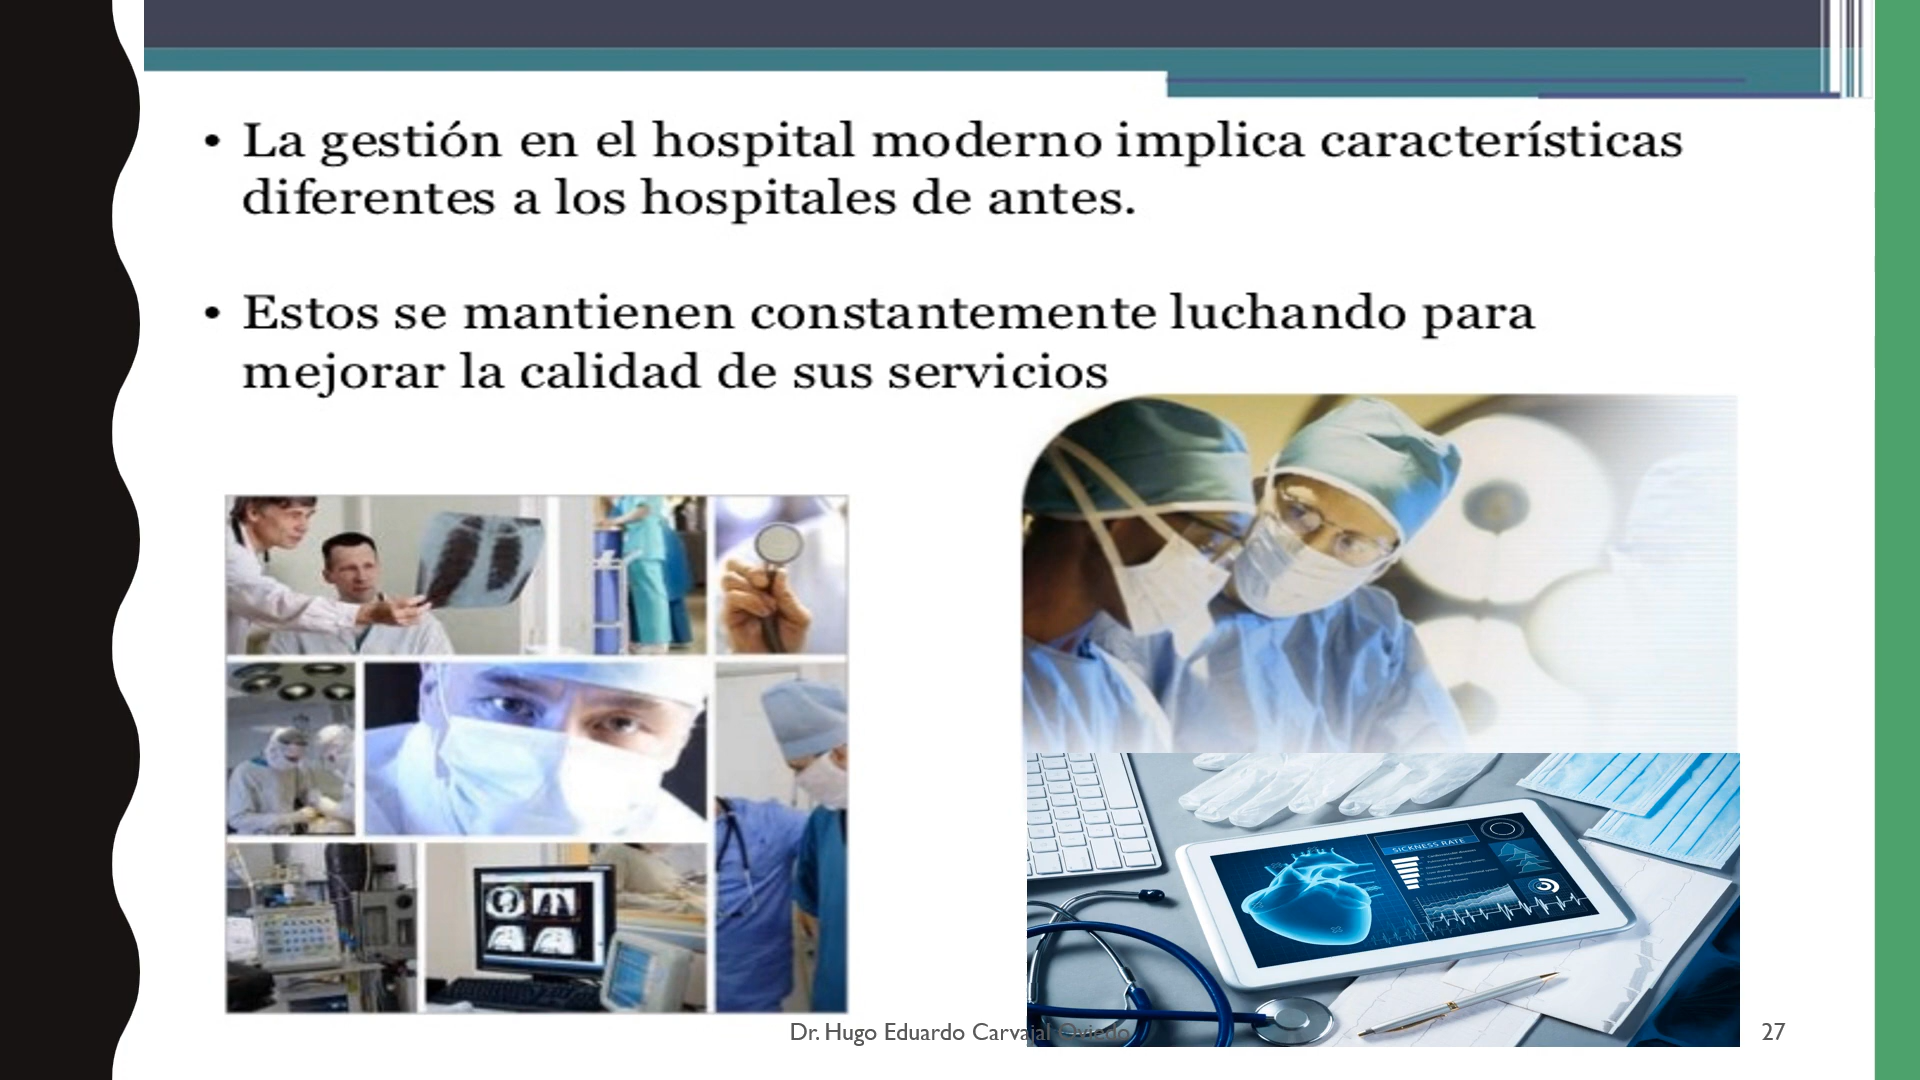 • La gestión en el hospital moderno implica características
diferentes a los hospitales de antes.
• Estos se mantienen constantemente luchando para
mejorar la calidad de sus servicios
SICKNESS RATE
Dr. Hugo Eduardo Carvajal Oviedo
27